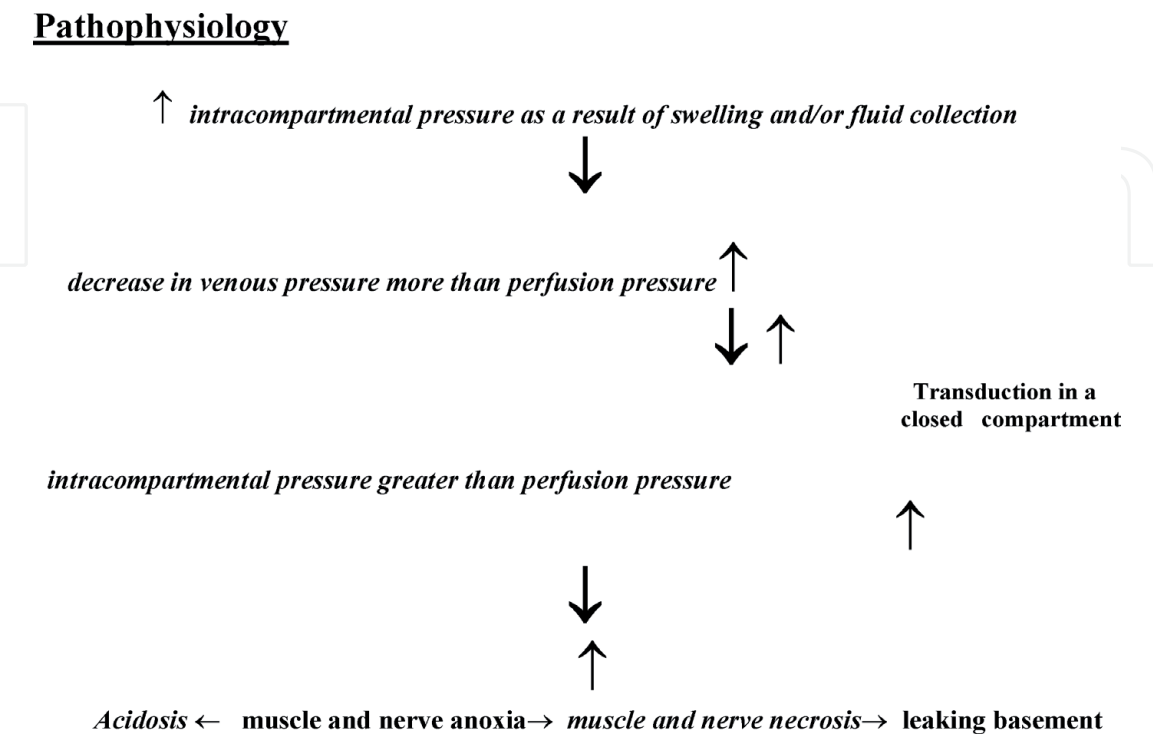 Pathophysiology
↑ intracompartmental pressure as a result of swelling and/or fluid collection
↓
decrease in venous pressure more than perfusion pressure ↑
↓ ↑
Transduction in a
closed compartment
intracompartmental pressure greater than perfusion pressure
↑
↓
↑
Acidosis ← muscle and nerve anoxia→ muscle and nerve necrosis→ leaking basement